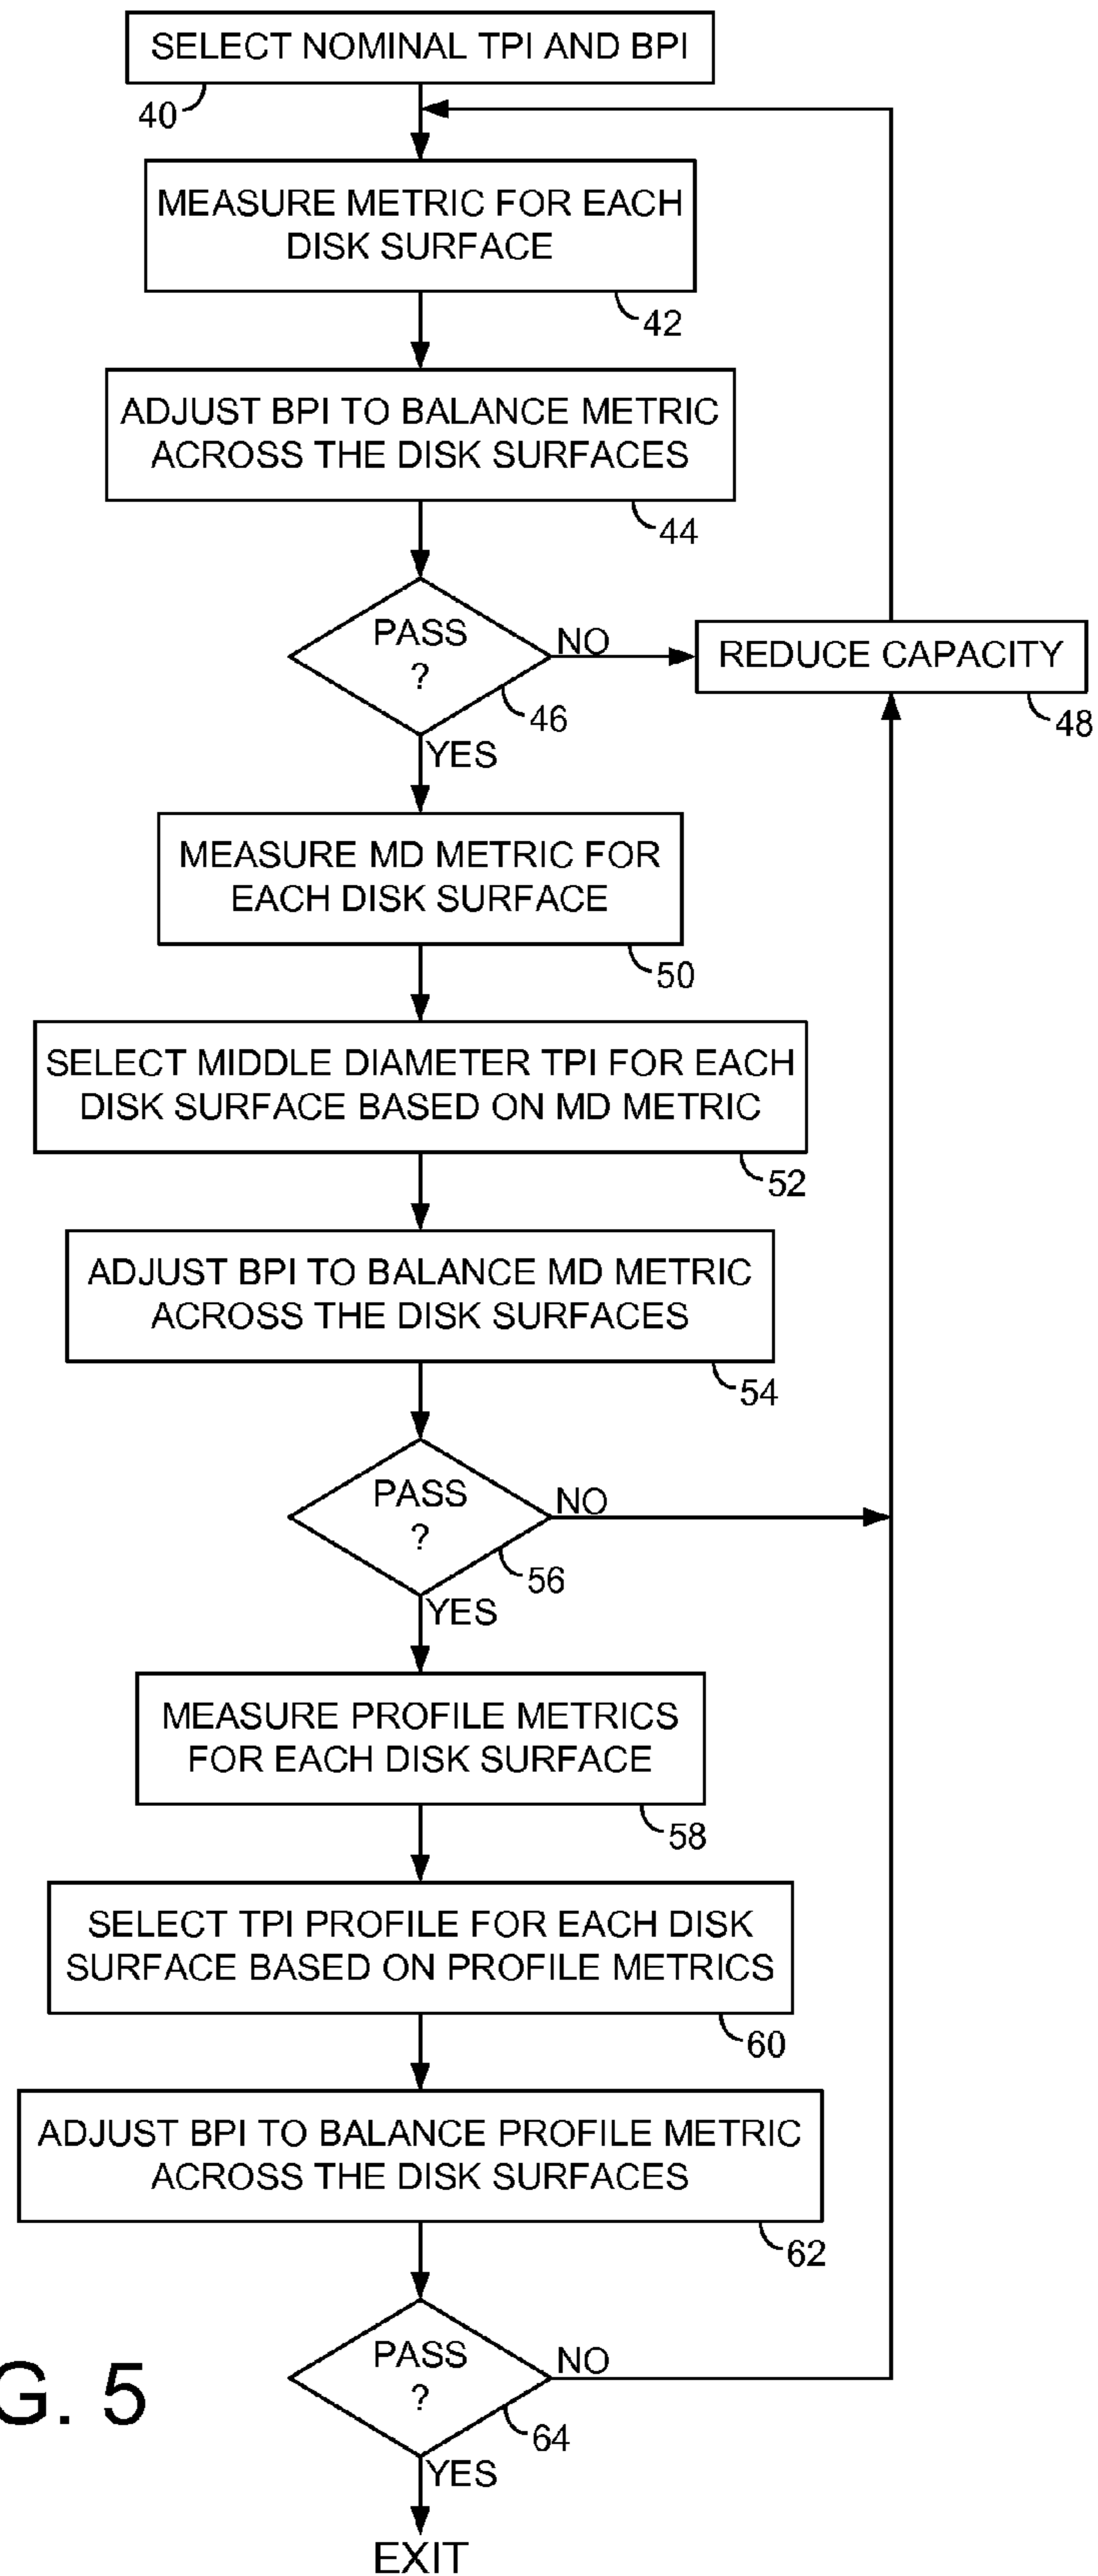 SELECT NOMINAL TPI AND BPI
40
MEASURE METRIC FOR EACH
DISK SURFACE
42
ADJUST BPI TO BALANCE METRIC
ACROSS THE DISK SURFACES
44
PASS
?
NO
46
YES
REDUCE CAPACITY
48
MEASURE MD METRIC FOR
EACH DISK SURFACE
50
SELECT MIDDLE DIAMETER TPI FOR EACH
DISK SURFACE BASED ON MD METRIC
52
ADJUST BPI TO BALANCE MD METRIC
ACROSS THE DISK SURFACES
54
PASS
?
NO
56
YES
MEASURE PROFILE METRICS
FOR EACH DISK SURFACE
58
SELECT TPI PROFILE FOR EACH DISK
SURFACE BASED ON PROFILE METRICS
60
ADJUST BPI TO BALANCE PROFILE METRIC
ACROSS THE DISK SURFACES
62
PASS
?
NO
64
YES
EXIT
G. 5